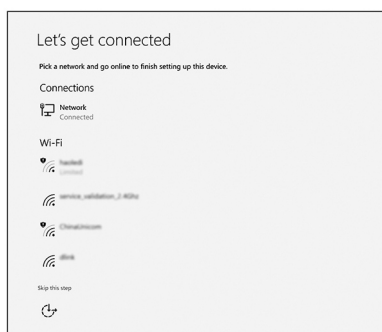 Let's get connected
Pick a network and go online to finish setting up this device.
Connections
Network
Connected
Wi-Fi
Limited
service_validation_2.4Ghz
ChinaUnicom
dlink
Skip this step